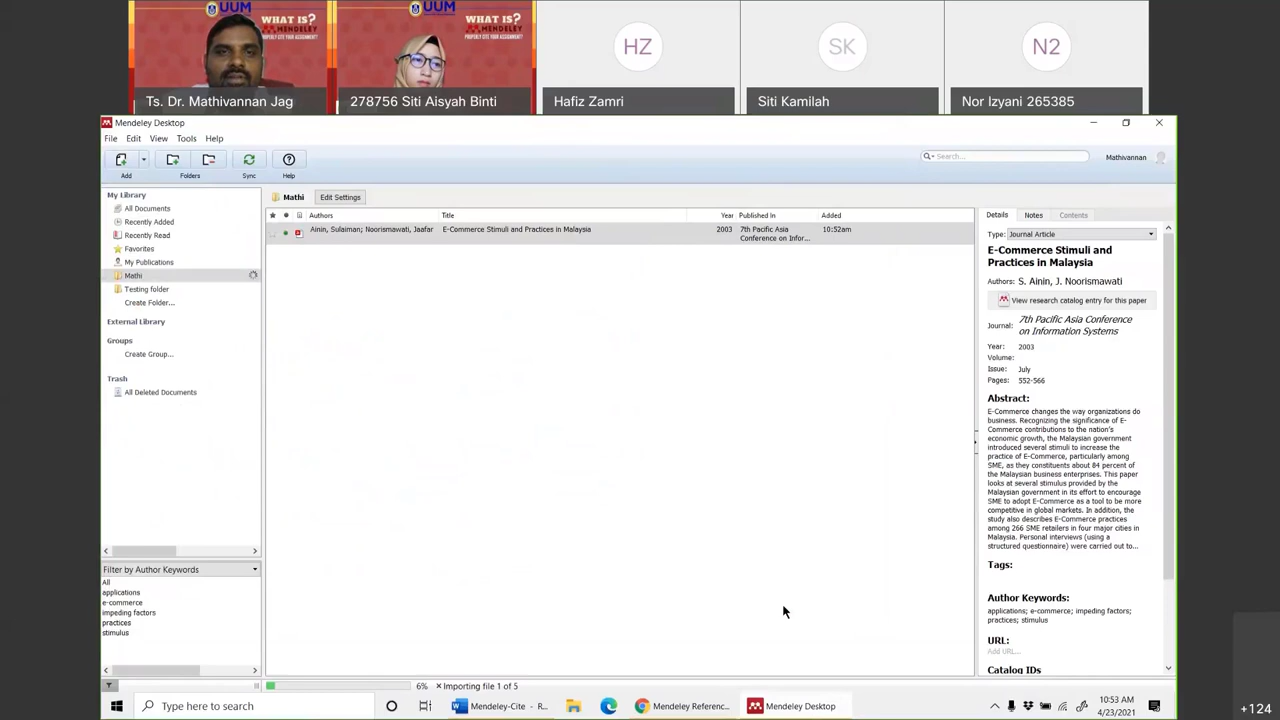 UUM
WHAT IS?
MENDELEY
PROPERLY CITE YOUR ASSIGNMENT?
UUM
WHAT IS?
MENDELEY
PROPERLY CITE YOUR ASSIGNMENT?
HZ
SK
N2
Ts. Dr. Mathivannan Jag
278756 Siti Aisyah Binti
Hafiz Zamri
Siti Kamilah
Nor Izyani 265385
Mendeley Desktop
File Edit View Tools Help
Search...
Mathivannan
Add Folders Sync Help
My Library
All Documents
Recently Added
Recently Read
Favorites
My Publications
Mathi
Testing folder
Create Folder...
External Library
Groups
Create Group...
Trash
All Deleted Documents
Filter by Author Keywords
All
applications
e-commerce
impeding factors
practices
stimulus
Mathi Edit Settings
Authors Title Year Published In Added
Ainin, Sulaiman; Noorismawati, Jaafar E-Commerce Stimuli and Practices in Malaysia 2003 7th Pacific Asia 10:52am
Conference on Infor...
Details Notes Contents
Type: Journal Article
E-Commerce Stimuli and
Practices in Malaysia
Authors: S. Ainin, J. Noorismawati
View research catalog entry for this paper
Journal: 7th Pacific Asia Conference
on Information Systems
Year: 2003
Volume:
Issue: July
Pages: 552-566
Abstract:
E-Commerce changes the way organizations do
business. Recognizing the significance of E-
Commerce contributions to the nation's
economic growth, the Malaysian government
introduced several stimuli to increase the
practice of E-Commerce, particularly among
SME, as they constitutes about 84 percent of
the Malaysian business enterprises. This paper
looks at several stimulus provided by the
Malaysian government in its effort to encourage
SME to adopt E-Commerce as a tool to be more
competitive in global markets. In addition, the
study also describes E-Commerce practices
among 266 SME retailers in four major cities in
Malaysia. Personal interviews (using a
structured questionnaire) were carried out to...
Tags:
Author Keywords:
applications; e-commerce; impeding factors;
practices; stimulus
URL:
Add URL...
Catalog IDs
6% Importing file 1 of 5
Type here to search
Mendeley-Cite - R...
Mendeley Referenc...
Mendeley Desktop
10:53 AM
4/23/2021
+124